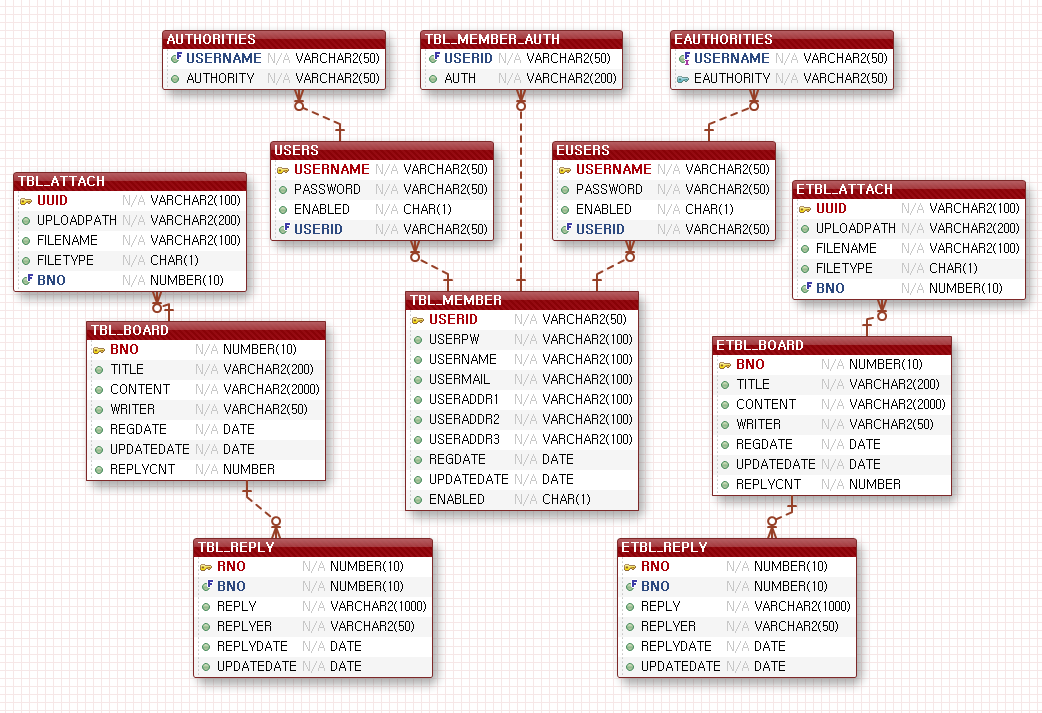 AUTHORITIES
USERNAME N/A VARCHAR2(50)
AUTHORITY N/A VARCHAR2(50)
TBL_MEMBER_AUTH
USERID N/A VARCHAR2(50)
AUTH N/A VARCHAR2(200)
EAUTHORITIES
USERNAME N/A VARCHAR2(50)
EAUTHORITY N/A VARCHAR2(50)
USERS
USERNAME N/A VARCHAR2(50)
PASSWORD N/A VARCHAR2(50)
ENABLED N/A CHAR(1)
USERID N/A VARCHAR2(50)
EUSERS
USERNAME N/A VARCHAR2(50)
PASSWORD N/A VARCHAR2(50)
ENABLED N/A CHAR(1)
USERID N/A VARCHAR2(50)
TBL_ATTACH
UUID N/A VARCHAR2(100)
UPLOADPATH N/A VARCHAR2(200)
FILENAME N/A VARCHAR2(100)
FILETYPE N/A CHAR(1)
BNO N/A NUMBER(10)
ETBL_ATTACH
UUID N/A VARCHAR2(100)
UPLOADPATH N/A VARCHAR2(200)
FILENAME N/A VARCHAR2(100)
FILETYPE N/A CHAR(1)
BNO N/A NUMBER(10)
TBL_MEMBER
USERID N/A VARCHAR2(50)
USERPW N/A VARCHAR2(100)
USERNAME N/A VARCHAR2(100)
USERMAIL N/A VARCHAR2(100)
USERADDR1 N/A VARCHAR2(100)
USERADDR2 N/A VARCHAR2(100)
USERADDR3 N/A VARCHAR2(100)
REGDATE N/A DATE
UPDATEDATE N/A DATE
ENABLED N/A CHAR(1)
TBL_BOARD
BNO N/A NUMBER(10)
TITLE N/A VARCHAR2(200)
CONTENT N/A VARCHAR2(2000)
WRITER N/A VARCHAR2(50)
REGDATE N/A DATE
UPDATEDATE N/A DATE
REPLYCNT N/A NUMBER
ETBL_BOARD
BNO N/A NUMBER(10)
TITLE N/A VARCHAR2(200)
CONTENT N/A VARCHAR2(2000)
WRITER N/A VARCHAR2(50)
REGDATE N/A DATE
UPDATEDATE N/A DATE
REPLYCNT N/A NUMBER
TBL_REPLY
RNO N/A NUMBER(10)
BNO N/A NUMBER(10)
REPLY N/A VARCHAR2(1000)
REPLYER N/A VARCHAR2(50)
REPLYDATE N/A DATE
UPDATEDATE N/A DATE
ETBL_REPLY
RNO N/A NUMBER(10)
BNO N/A NUMBER(10)
REPLY N/A VARCHAR2(1000)
REPLYER N/A VARCHAR2(50)
REPLYDATE N/A DATE
UPDATEDATE N/A DATE